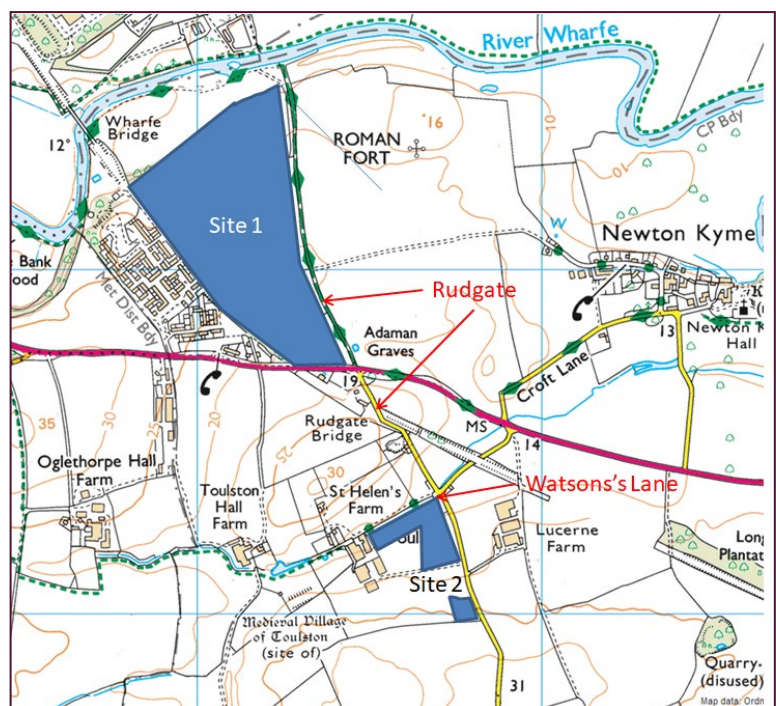 River Wharfe
CP Bdy
Wharfe
Bridge
12°
ROMAN
FORT
16
10
10
Site 1
W
Newton Kyme
Bank
ood
Met Dist Bdy
Rudgate
Adaman
Graves
13
Newton K
Hall
19
Croft Lane
MS
14
35
25
20
25
30
Rudgate
Bridge
Oglethorpe Hall
Farm
Toulston
Hall
Farm
St Helen's
Farm
Watsons's Lane
Lucerne
Farm
Long
Plantat
oul
Site 2
Medieval Village
of Toulston
(site of)
31
Quarry
(disused)
Map data: Ordn